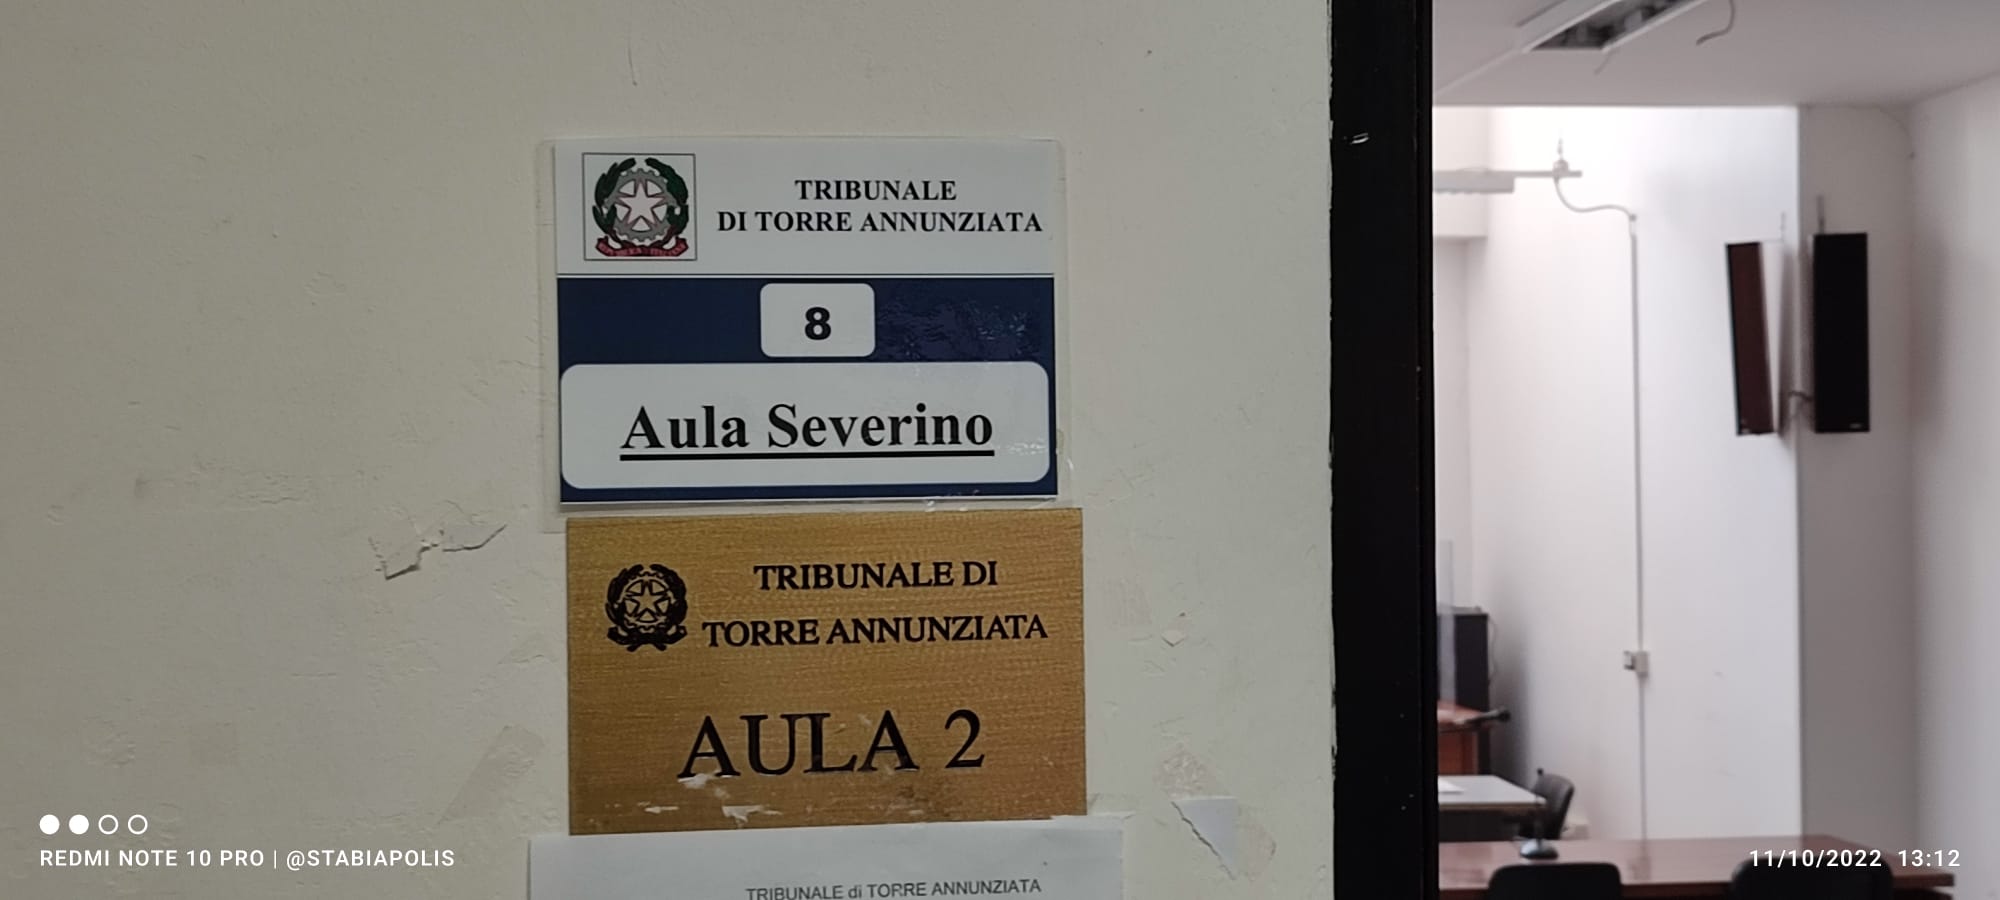 TRIBUNALE
DI TORRE ANNUNZIATA
8
Aula Severino
TRIBUNALE DI
TORRE ANNUNZIATA
AULA 2
TRIBUNALE di TORRE ANNUNZIATA
REDMI NOTE 10 PRO | @STABIAPOLIS
11/10/2022 13:12